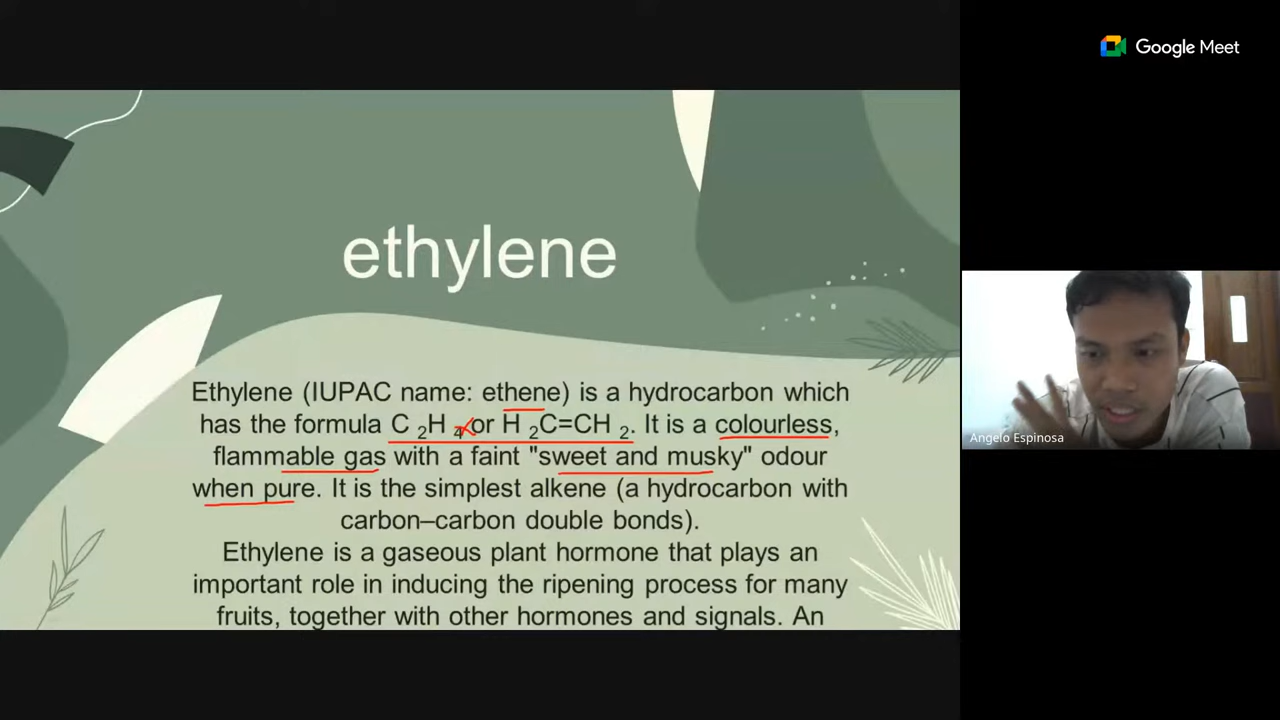 Google Meet
ethylene
Ethylene (IUPAC name: ethene) is a hydrocarbon which
has the formula C 2H 4 or H 2C=CH 2. It is a colourless,
flammable gas with a faint "sweet and musky" odour
when pure. It is the simplest alkene (a hydrocarbon with
carbon–carbon double bonds).
Ethylene is a gaseous plant hormone that plays an
important role in inducing the ripening process for many
fruits, together with other hormones and signals. An
Angelo Espinosa